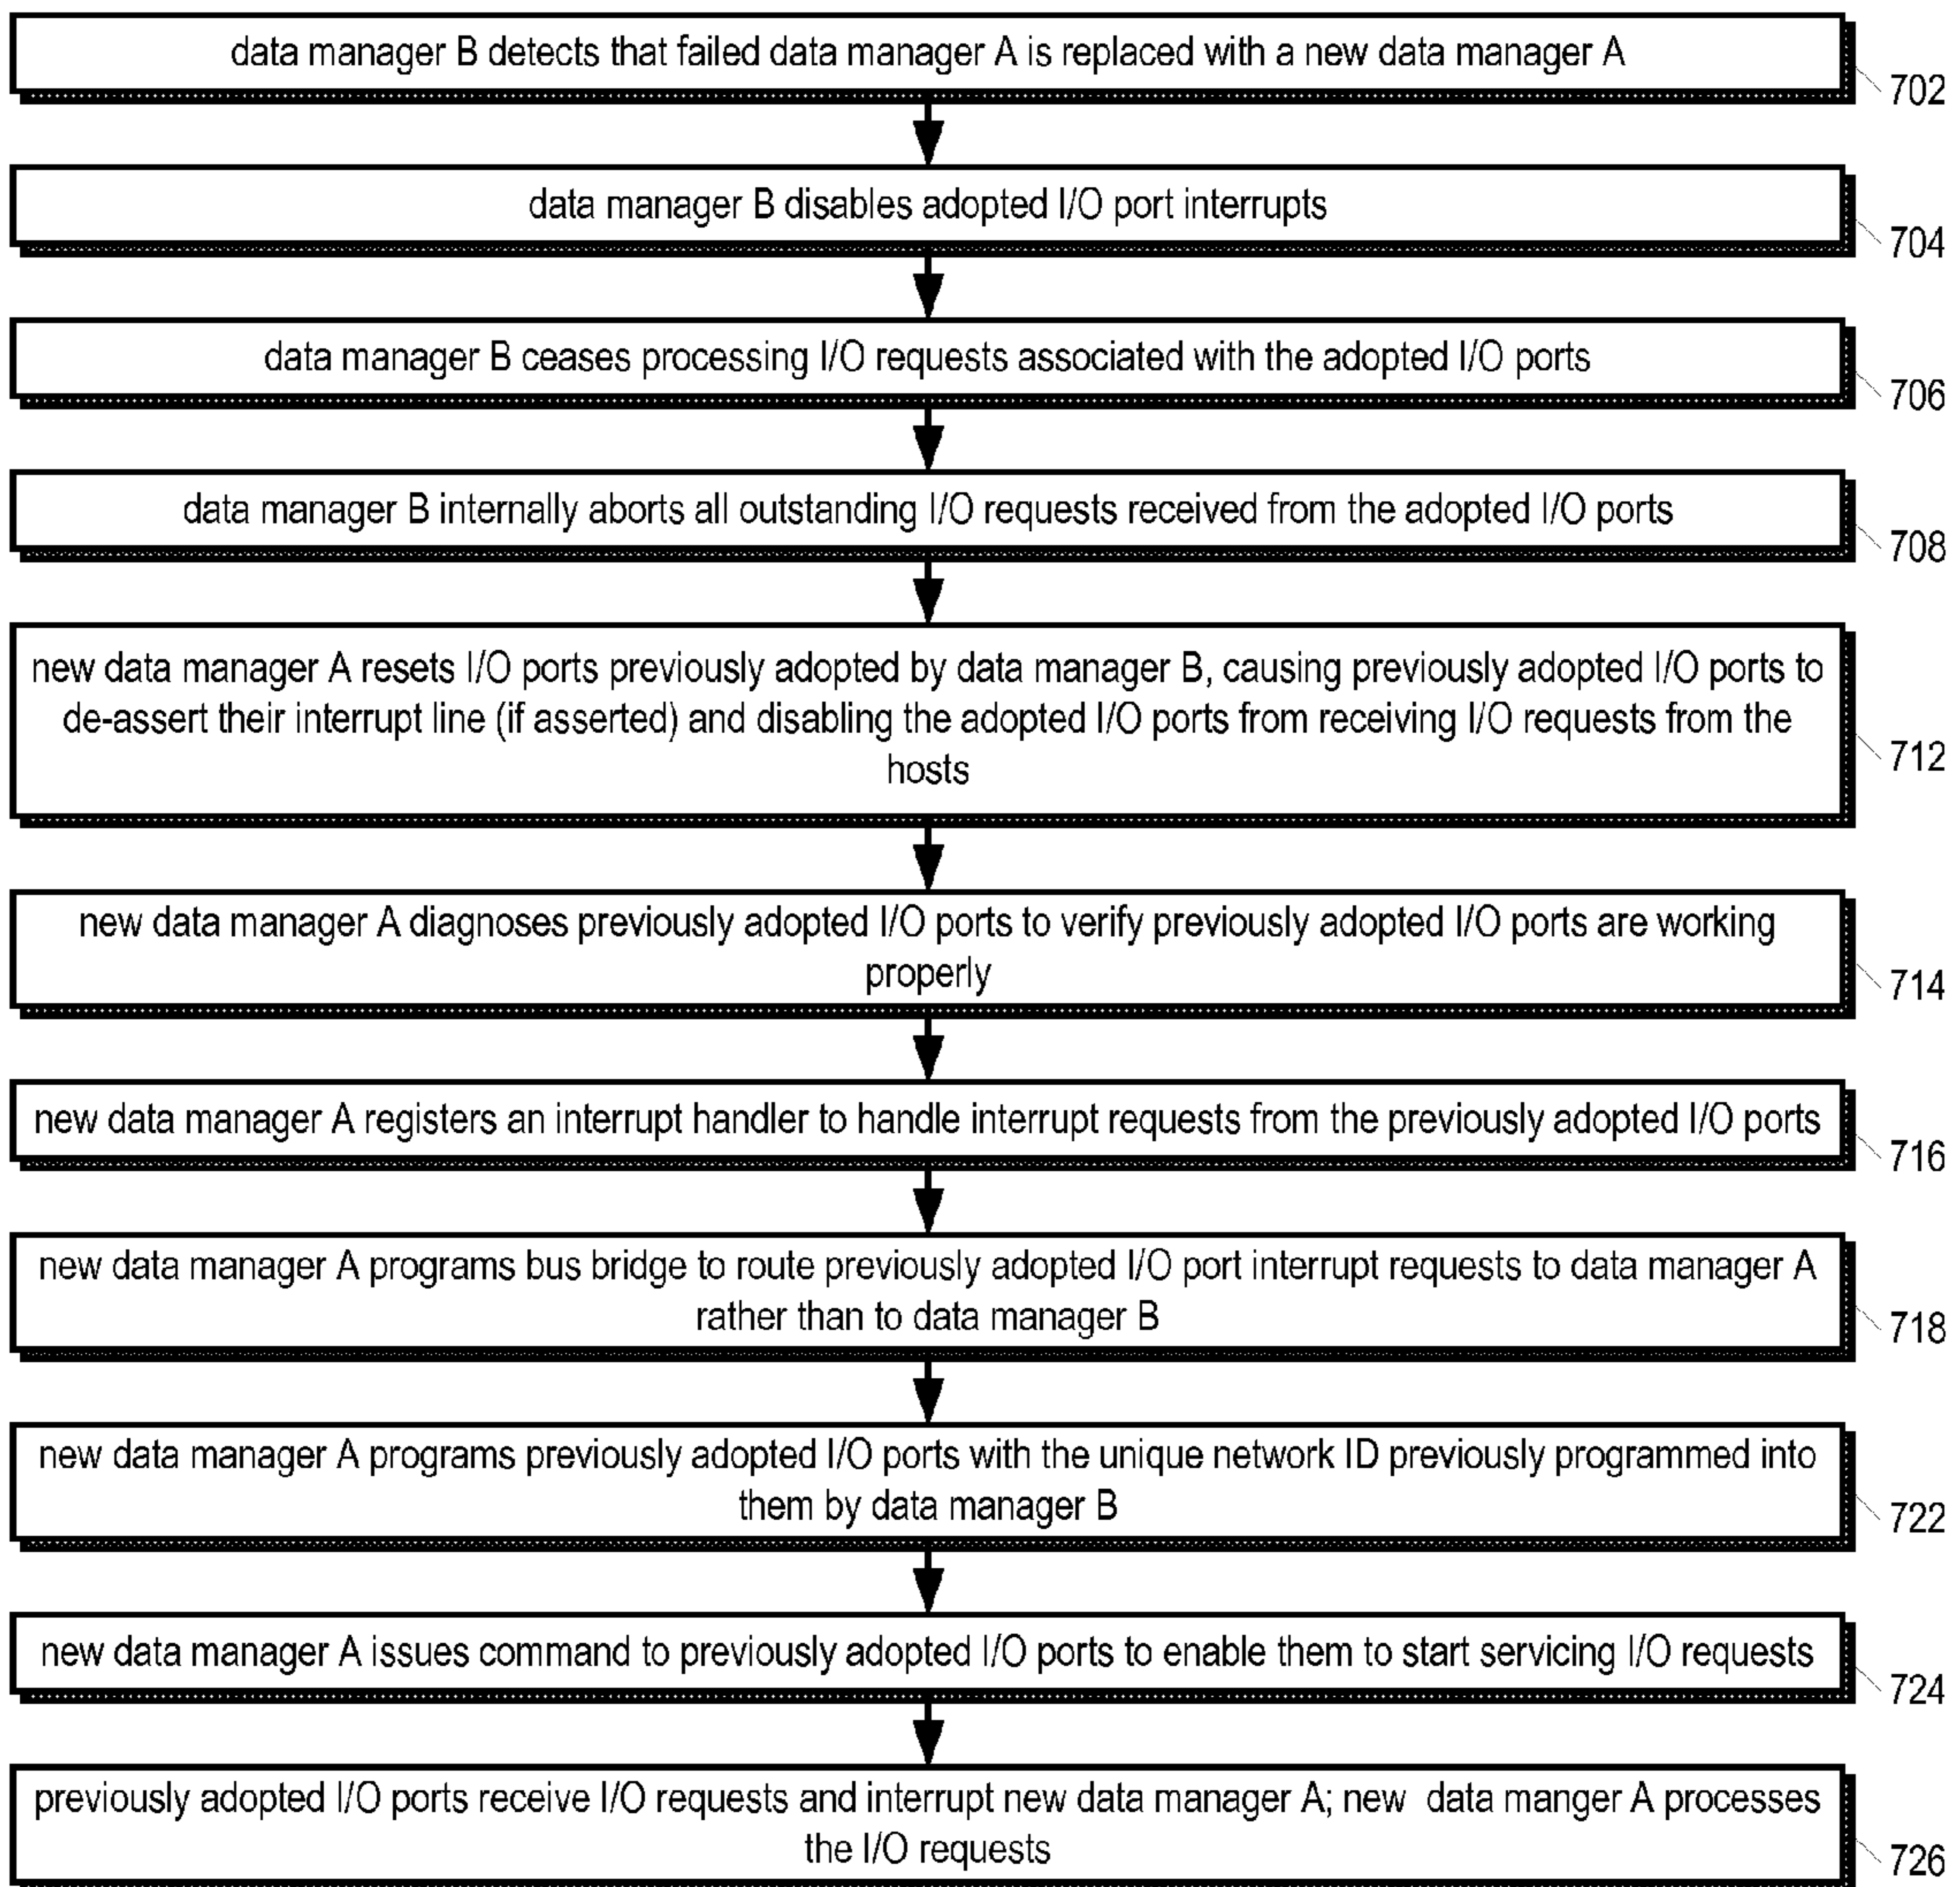 data manager B detects that failed data manager A is replaced with a new data manager A
702
data manager B disables adopted I/O port interrupts
704
data manager B ceases processing I/O requests associated with the adopted I/O ports
706
data manager B internally aborts all outstanding I/O requests received from the adopted I/O ports
708
new data manager A resets I/O ports previously adopted by data manager B, causing previously adopted I/O ports to
de-assert their interrupt line (if asserted) and disabling the adopted I/O ports from receiving I/O requests from the
hosts
712
new data manager A diagnoses previously adopted I/O ports to verify previously adopted I/O ports are working
properly
714
new data manager A registers an interrupt handler to handle interrupt requests from the previously adopted I/O ports
716
new data manager A programs bus bridge to route previously adopted I/O port interrupt requests to data manager A
rather than to data manager B
718
new data manager A programs previously adopted I/O ports with the unique network ID previously programmed into
them by data manager B
722
new data manager A issues command to previously adopted I/O ports to enable them to start servicing I/O requests
724
previously adopted I/O ports receive I/O requests and interrupt new data manager A; new data manger A processes
the I/O requests
726